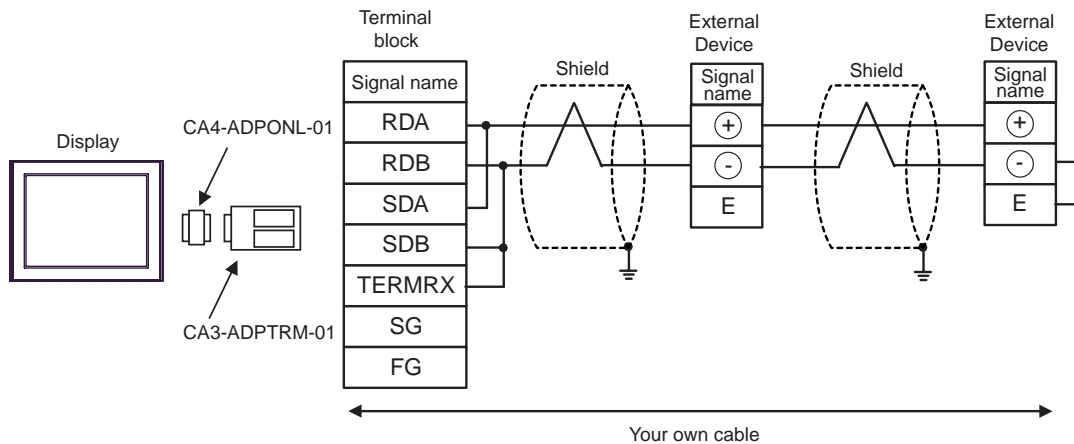 Terminal
block
External
Device
External
Device
Display
CA4-ADPONL-01
CA3-ADPTRM-01
Signal name
RDA
RDB
SDA
SDB
TERMRX
SG
FG
Shield
Signal
name
+
-
E
Shield
Signal
name
+
-
E
Your own cable